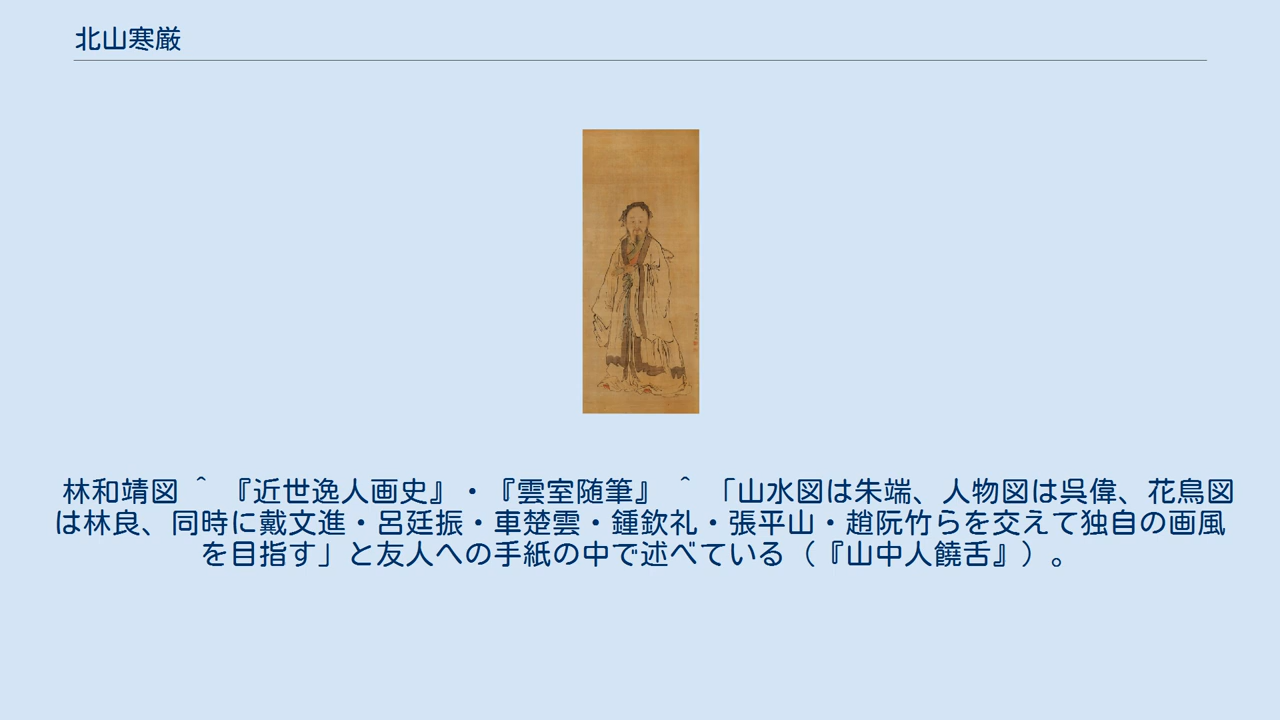 北山寒厳
林和靖図 ＾ 『近世逸人画史』・『雲室随筆』 ＾ 「山水図は朱端、人物図は呉偉、花鳥図
は林良、同時に戴文進・呂廷振・車楚雲・鍾欽礼・張平山・趙阮竹らを交えて独自の画風
を目指す」と友人への手紙の中で述べている（『山中人饒舌』）。